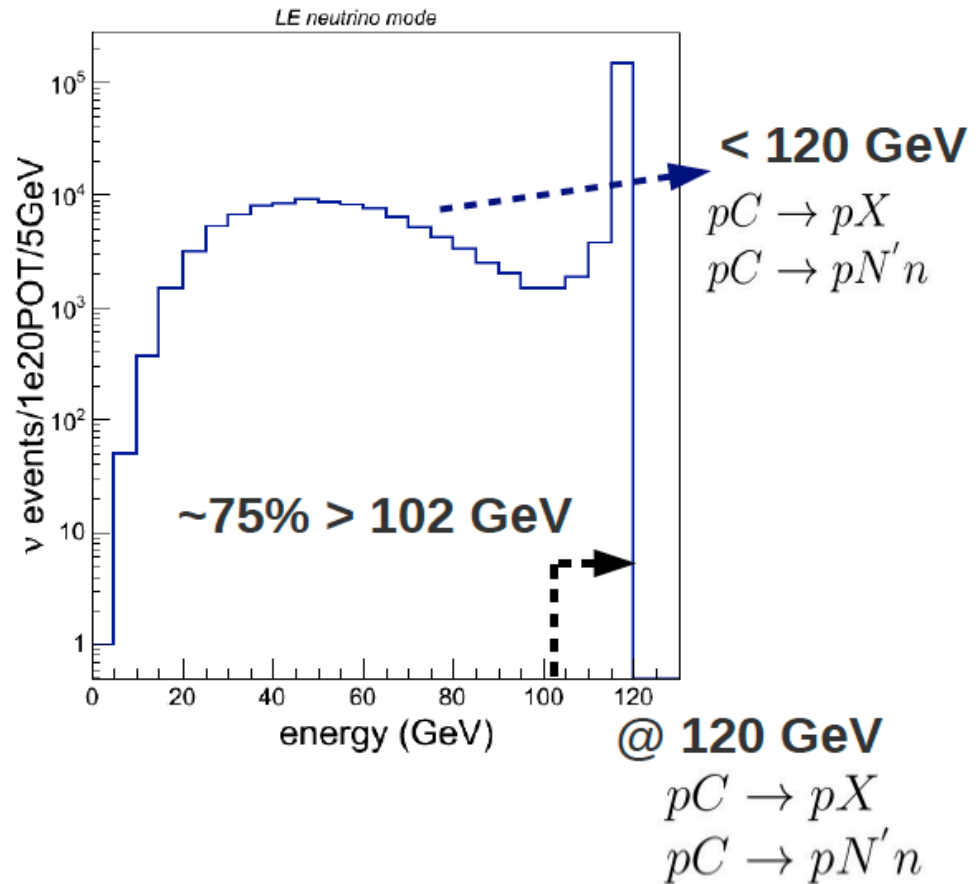 LE neutrino mode
ν events/1e20POT/5GeV
10⁵
10⁴
10³
10²
10
1
< 120 GeV
pC → pX
pC → pN′n
~75% > 102 GeV
0 20 40 60 80 100 120
energy (GeV)
@ 120 GeV
pC → pX
pC → pN′n